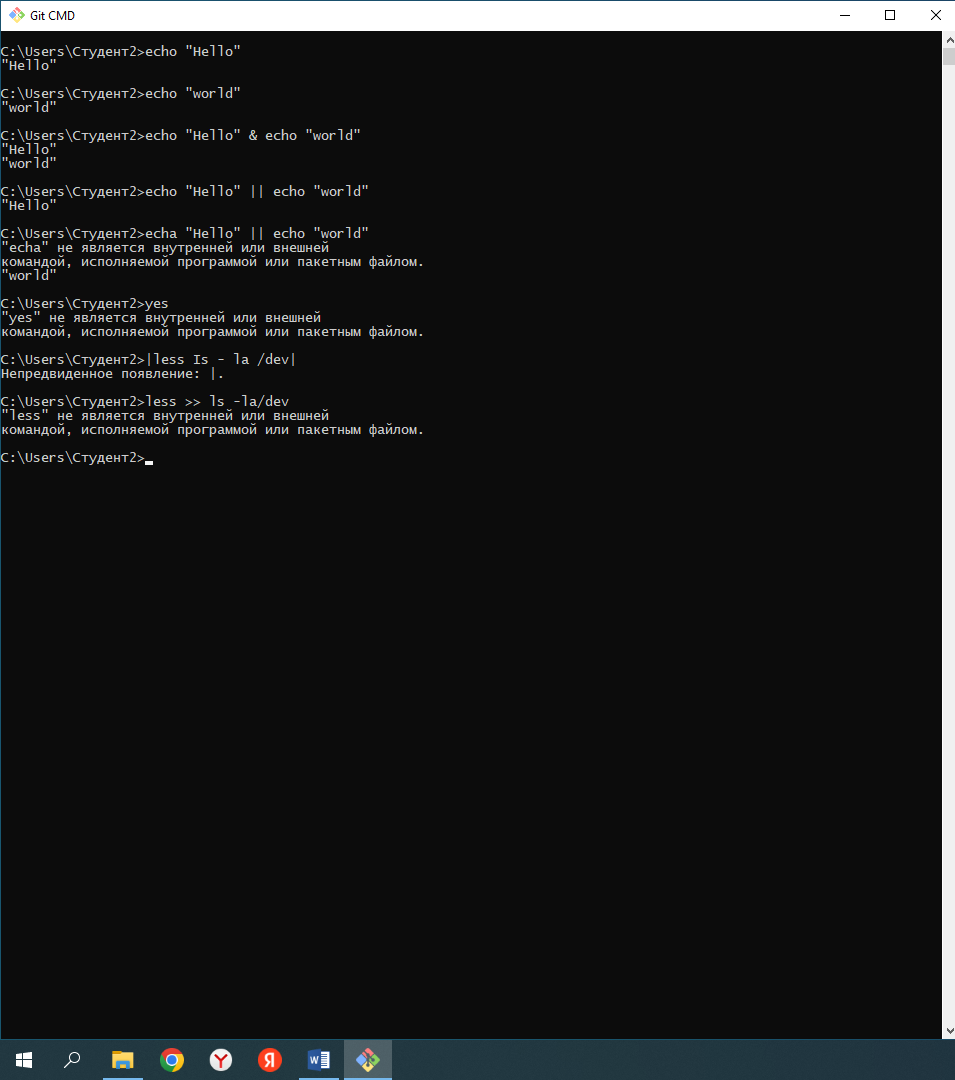 Git CMD
C:\Users\Студент2>echo "Hello"
"Hello"
C:\Users\Студент2>echo "world"
"world"
C:\Users\Студент2>echo "Hello" & echo "world"
"Hello"
"world"
C:\Users\Студент2>echo "Hello" || echo "world"
"Hello"
C:\Users\Студент2>echa "Hello" || echo "world"
"echa" не является внутренней или внешней
командой, исполняемой программой или пакетным файлом.
"world"
C:\Users\Студент2>yes
"yes" не является внутренней или внешней
командой, исполняемой программой или пакетным файлом.
C:\Users\Студент2>|less Is - la /dev|
Непредвиденное появление: |.
C:\Users\Студент2>less >> ls -la/dev
"less" не является внутренней или внешней
командой, исполняемой программой или пакетным файлом.
C:\Users\Студент2>